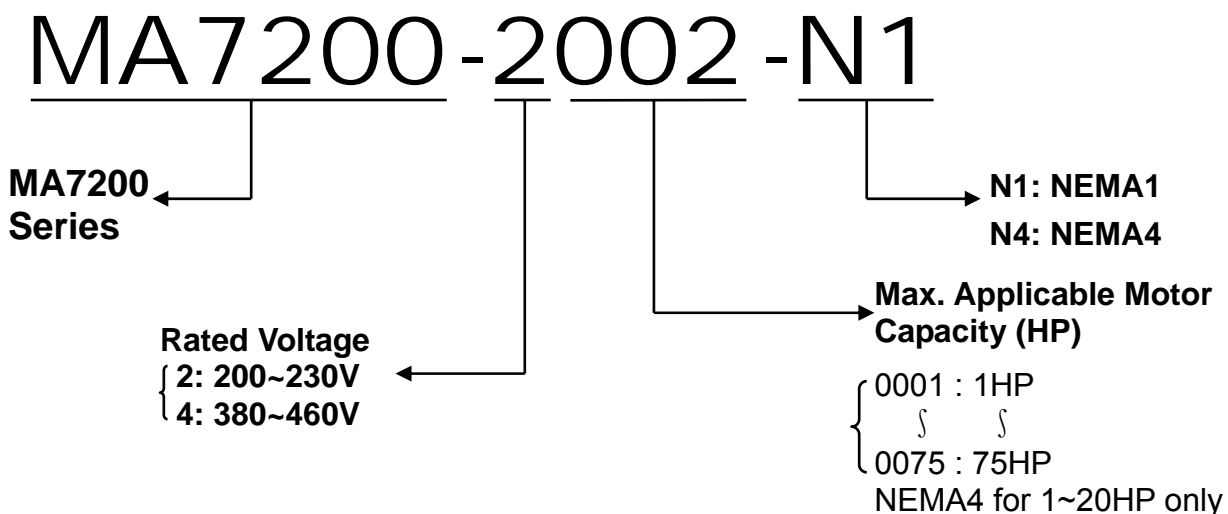 MA7200-2002-N1
MA7200
Series
N1: NEMA1
N4: NEMA4
Max. Applicable Motor
Capacity (HP)
Rated Voltage
2: 200~230V
4: 380~460V
0001 : 1HP
∫ ∫
0075 : 75HP
NEMA4 for 1~20HP only